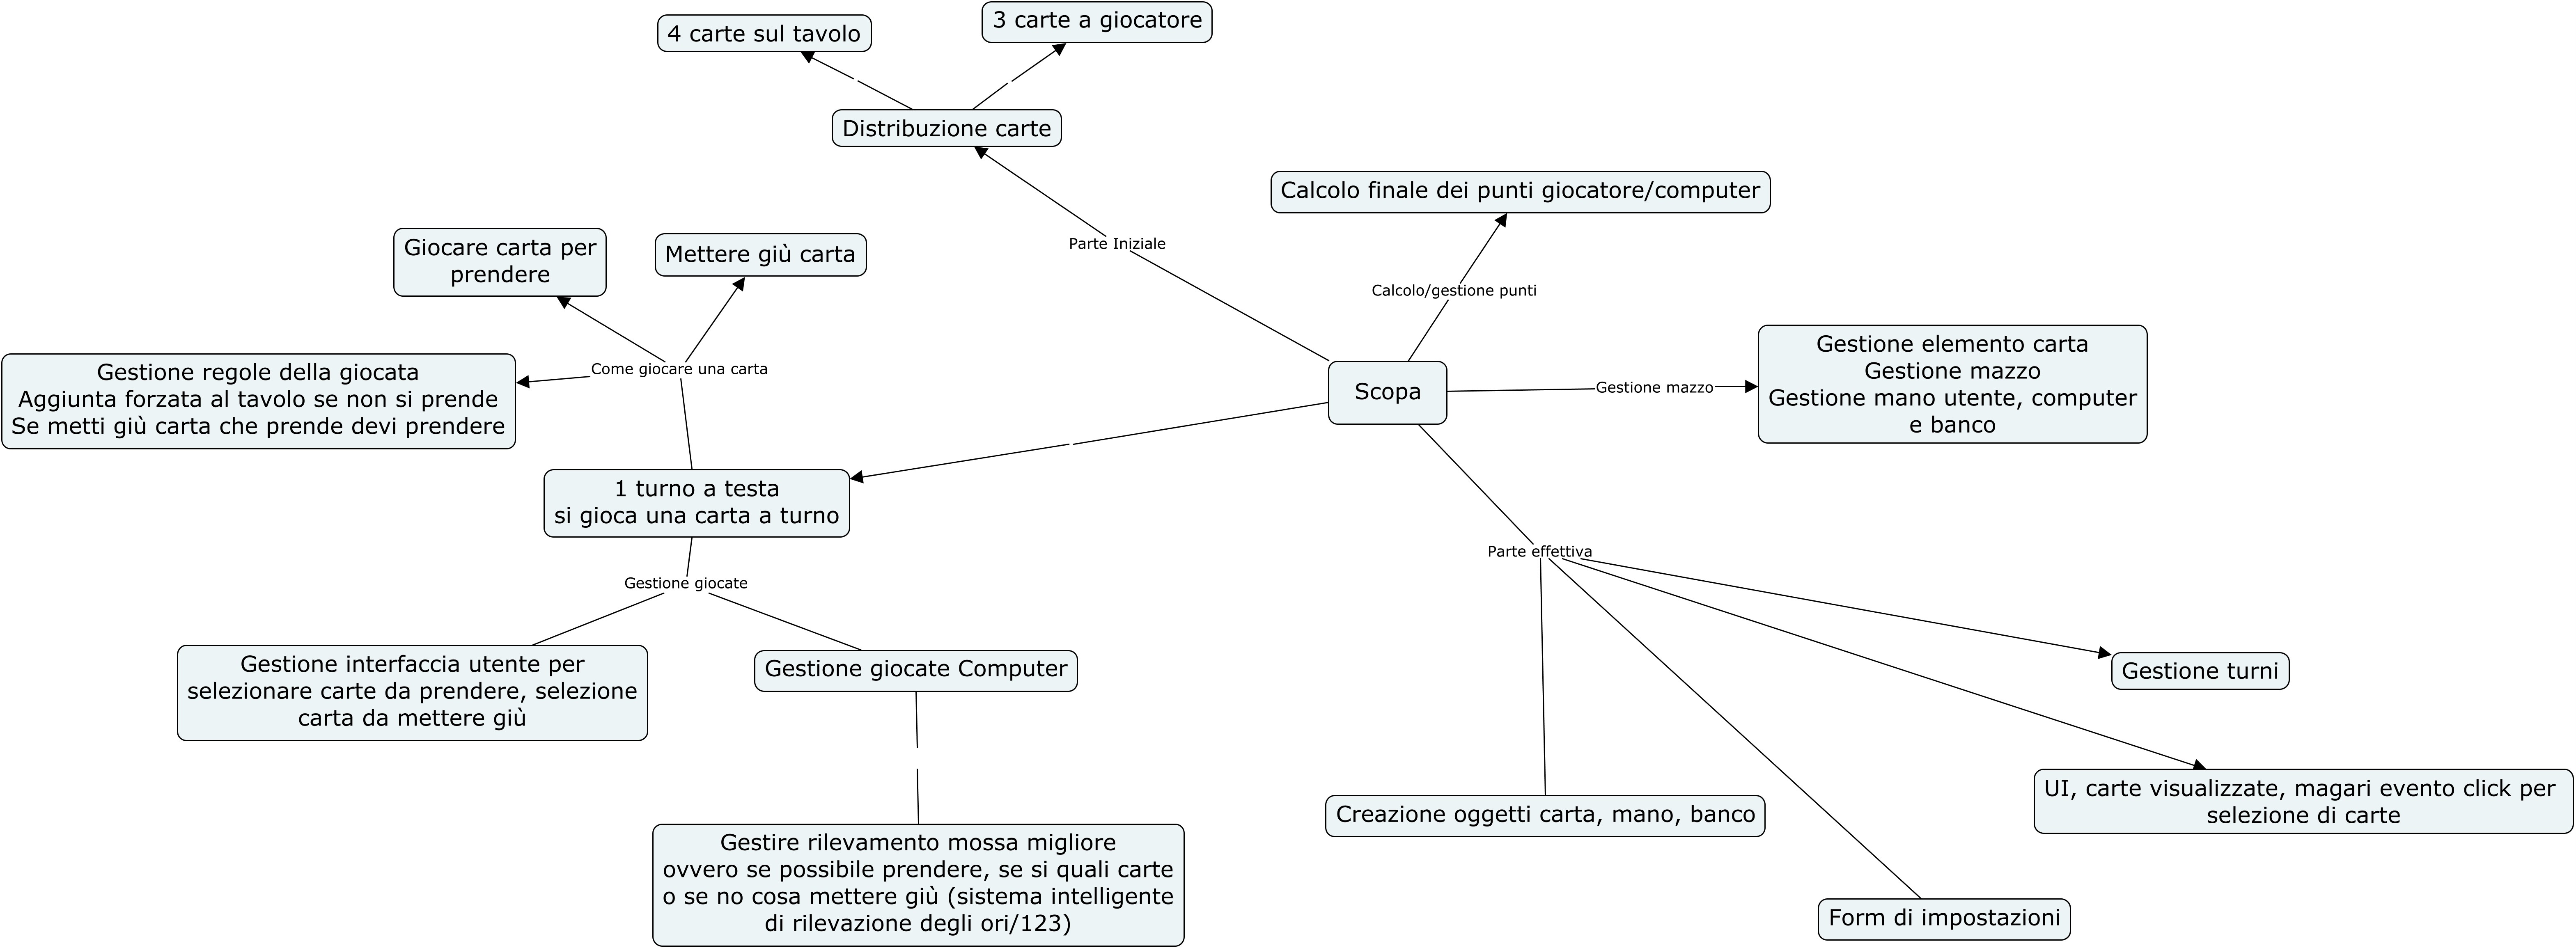 3 carte a giocatore
4 carte sul tavolo
Distribuzione carte
Calcolo finale dei punti giocatore/computer
Parte Iniziale
Giocare carta per
prendere
Mettere giù carta
Calcolo/gestione punti
Gestione elemento carta
Gestione mazzo
Gestione mano utente, computer
e banco
Come giocare una carta
Gestione regole della giocata
Aggiunta forzata al tavolo se non si prende
Se metti giù carta che prende devi prendere
Scopa
Gestione mazzo
1 turno a testa
si gioca una carta a turno
Parte effettiva
Gestione giocate
Gestione interfaccia utente per
selezionare carte da prendere, selezione
carta da mettere giù
Gestione giocate Computer
Gestione turni
UI, carte visualizzate, magari evento click per
selezione di carte
Creazione oggetti carta, mano, banco
Gestire rilevamento mossa migliore
ovvero se possibile prendere, se si quali carte
o se no cosa mettere giù (sistema intelligente
di rilevazione degli ori/123)
Form di impostazioni